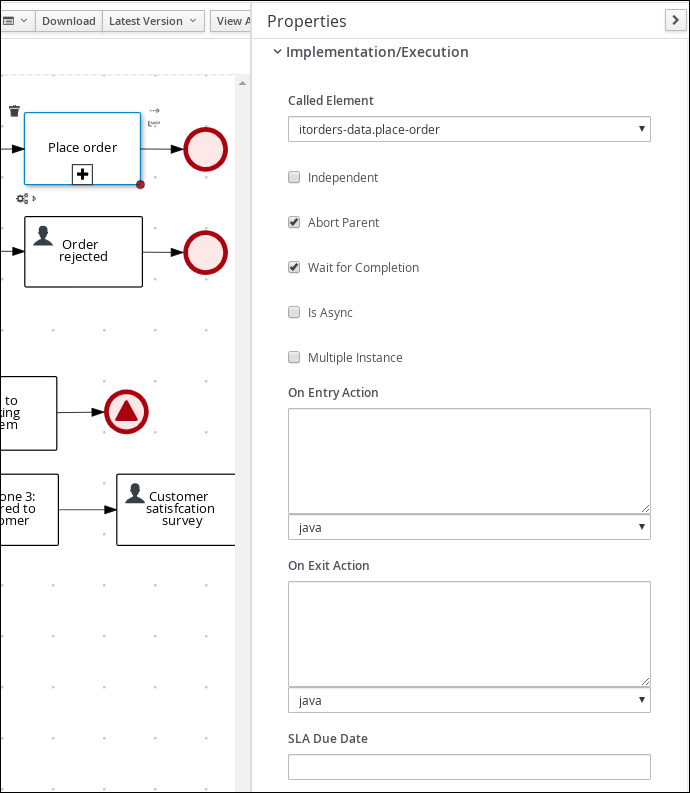 Download
Latest Version
View A
Properties
Implementation/Execution
Called Element
itorders-data.place-order
Independent
Abort Parent
Wait for Completion
Is Async
Multiple Instance
On Entry Action
java
On Exit Action
java
SLA Due Date
Place order
Order
rejected
to
king
em
one 3:
red to
omer
Customer
satisfcation
survey